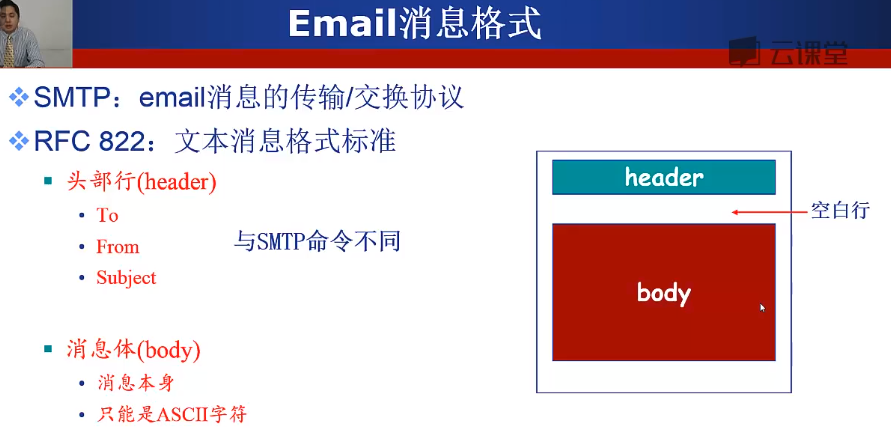 Email消息格式
云课堂
SMTP：email消息的传输/交换协议
RFC 822：文本消息格式标准
头部行(header)
To
From
Subject
与SMTP命令不同
消息体(body)
消息本身
只能是ASCII字符
header
空白行
body